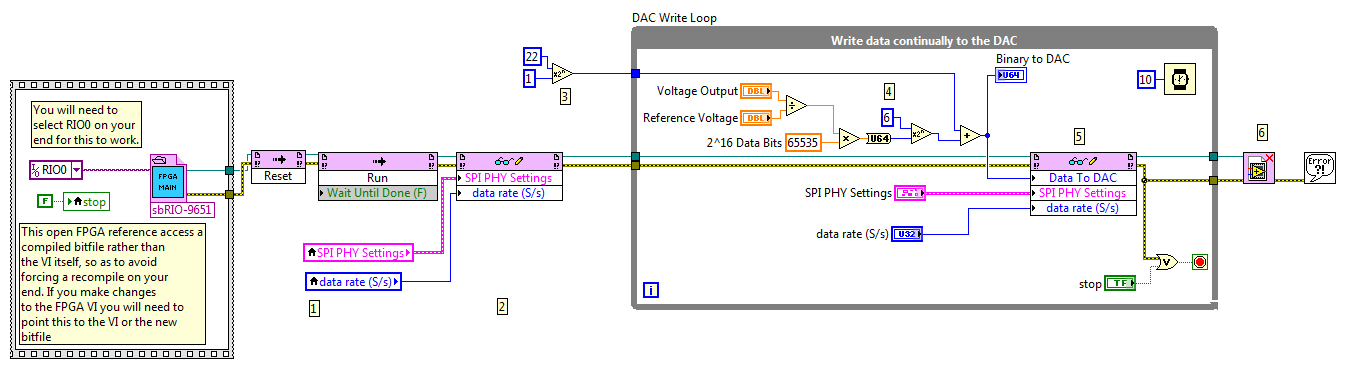 DAC Write Loop
Write data continually to the DAC
You will need to
select RIO0 on your
end for this to work.
I/O RIO0
F
stop
FPGA
MAIN
sbRIO-9651
This open FPGA reference access a
compiled bitfile rather than
the VI itself, so as to avoid
forcing a recompile on your
end. If you make changes
to the FPGA VI you will need to
point this to the VI or the new
bitfile
Reset
Run
Wait Until Done (F)
SPI PHY Settings
data rate (S/s)
SPI PHY Settings
data rate (S/s)
1
2
22
1
x2ⁿ
3
Voltage Output
DBL
Reference Voltage
DBL
2^16 Data Bits
65535
U64
4
6
x2ⁿ
Binary to DAC
U64
10
5
Data To DAC
SPI PHY Settings
data rate (S/s)
SPI PHY Settings
data rate (S/s)
U32
stop
TF
i
6
Error
?!